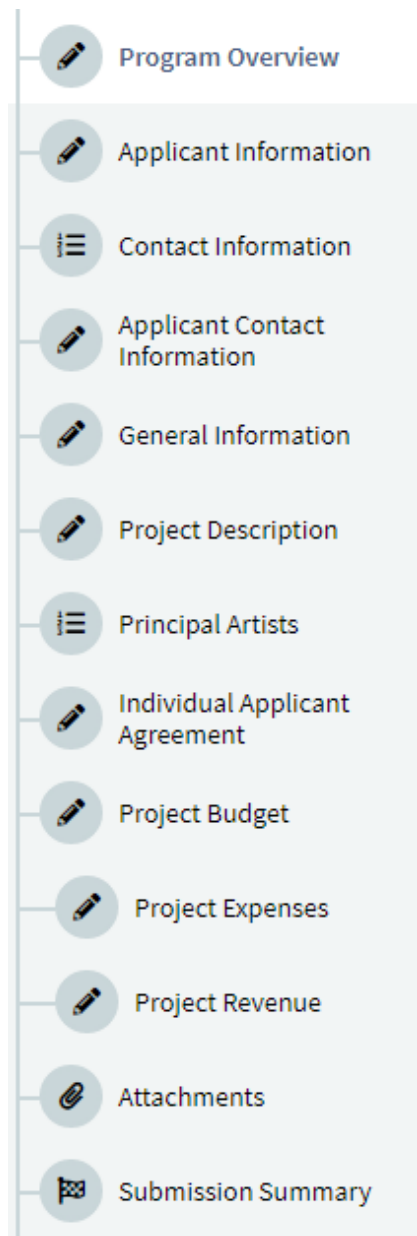 Program Overview
Applicant Information
Contact Information
Applicant Contact
Information
General Information
Project Description
Principal Artists
Individual Applicant
Agreement
Project Budget
Project Expenses
Project Revenue
Attachments
Submission Summary